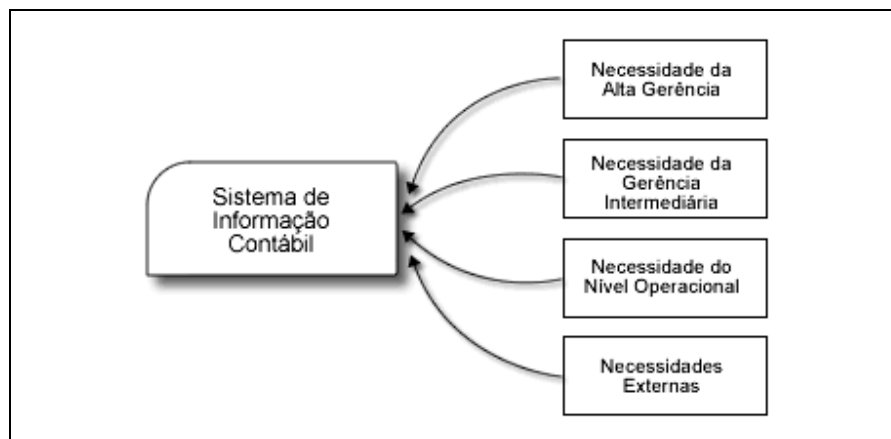 Sistema de
Informação
Contábil
Necessidade da
Alta Gerência
Necessidade da
Gerência
Intermediária
Necessidade do
Nível Operacional
Necessidades
Externas